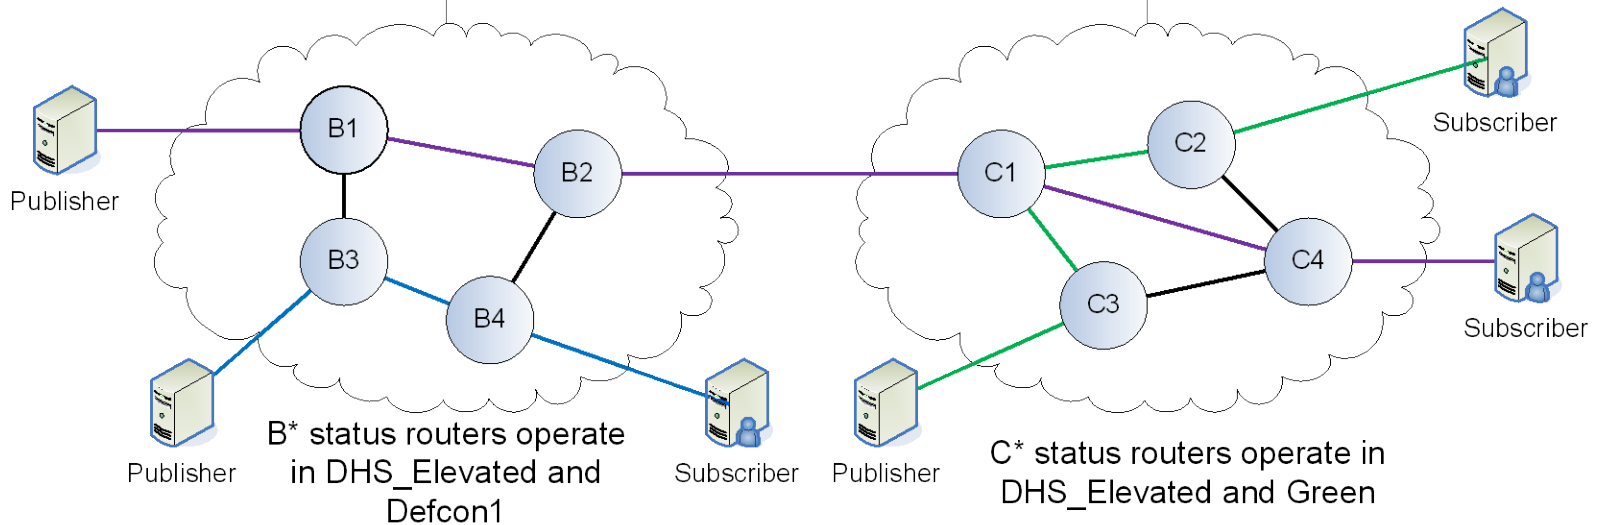 Publisher
B1
B2
B3
B4
Publisher
Subscriber
B* status routers operate
in DHS_Elevated and
Defcon1
C1
C2
C3
C4
Subscriber
Subscriber
Publisher
C* status routers operate in
DHS_Elevated and Green